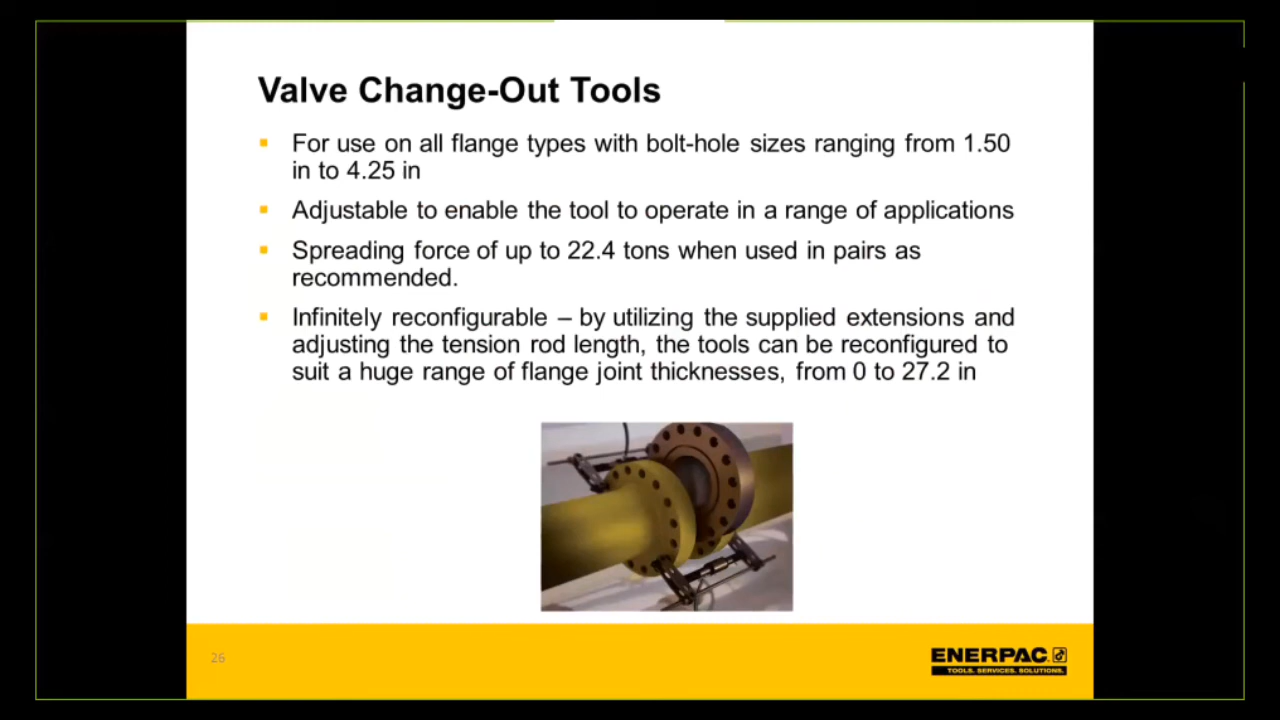 Valve Change-Out Tools
For use on all flange types with bolt-hole sizes ranging from 1.50
in to 4.25 in
Adjustable to enable the tool to operate in a range of applications
Spreading force of up to 22.4 tons when used in pairs as
recommended.
Infinitely reconfigurable – by utilizing the supplied extensions and
adjusting the tension rod length, the tools can be reconfigured to
suit a huge range of flange joint thicknesses, from 0 to 27.2 in
26
ENERPAC
TOOLS. SERVICES. SOLUTIONS.